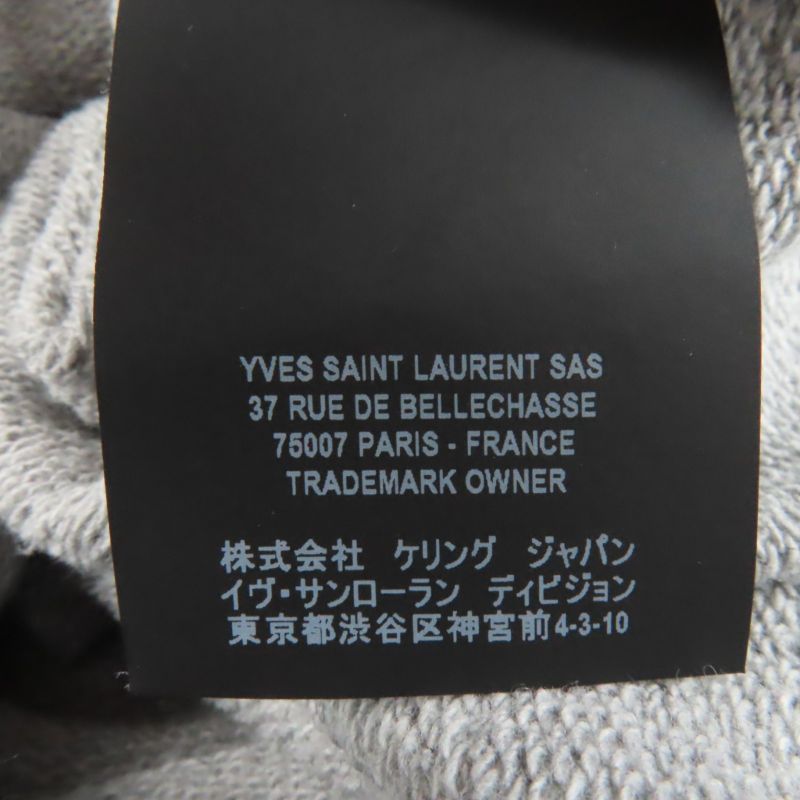 YVES SAINT LAURENT SAS
37 RUE DE BELLECHASSE
75007 PARIS - FRANCE
TRADEMARK OWNER
株式会社 ケリング ジャパン
イヴ・サンローラン ディビジョン
東京都渋谷区神宮前4-3-10